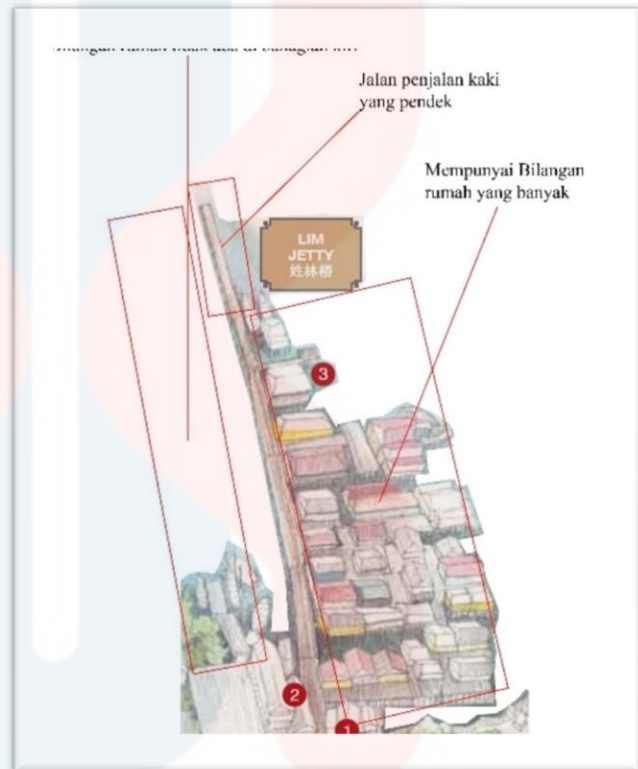 Jalan penjalan kaki
yang pendek
Mempunyai Bilangan
rumah yang banyak
LIM
JETTY
姓林桥
3
2
1